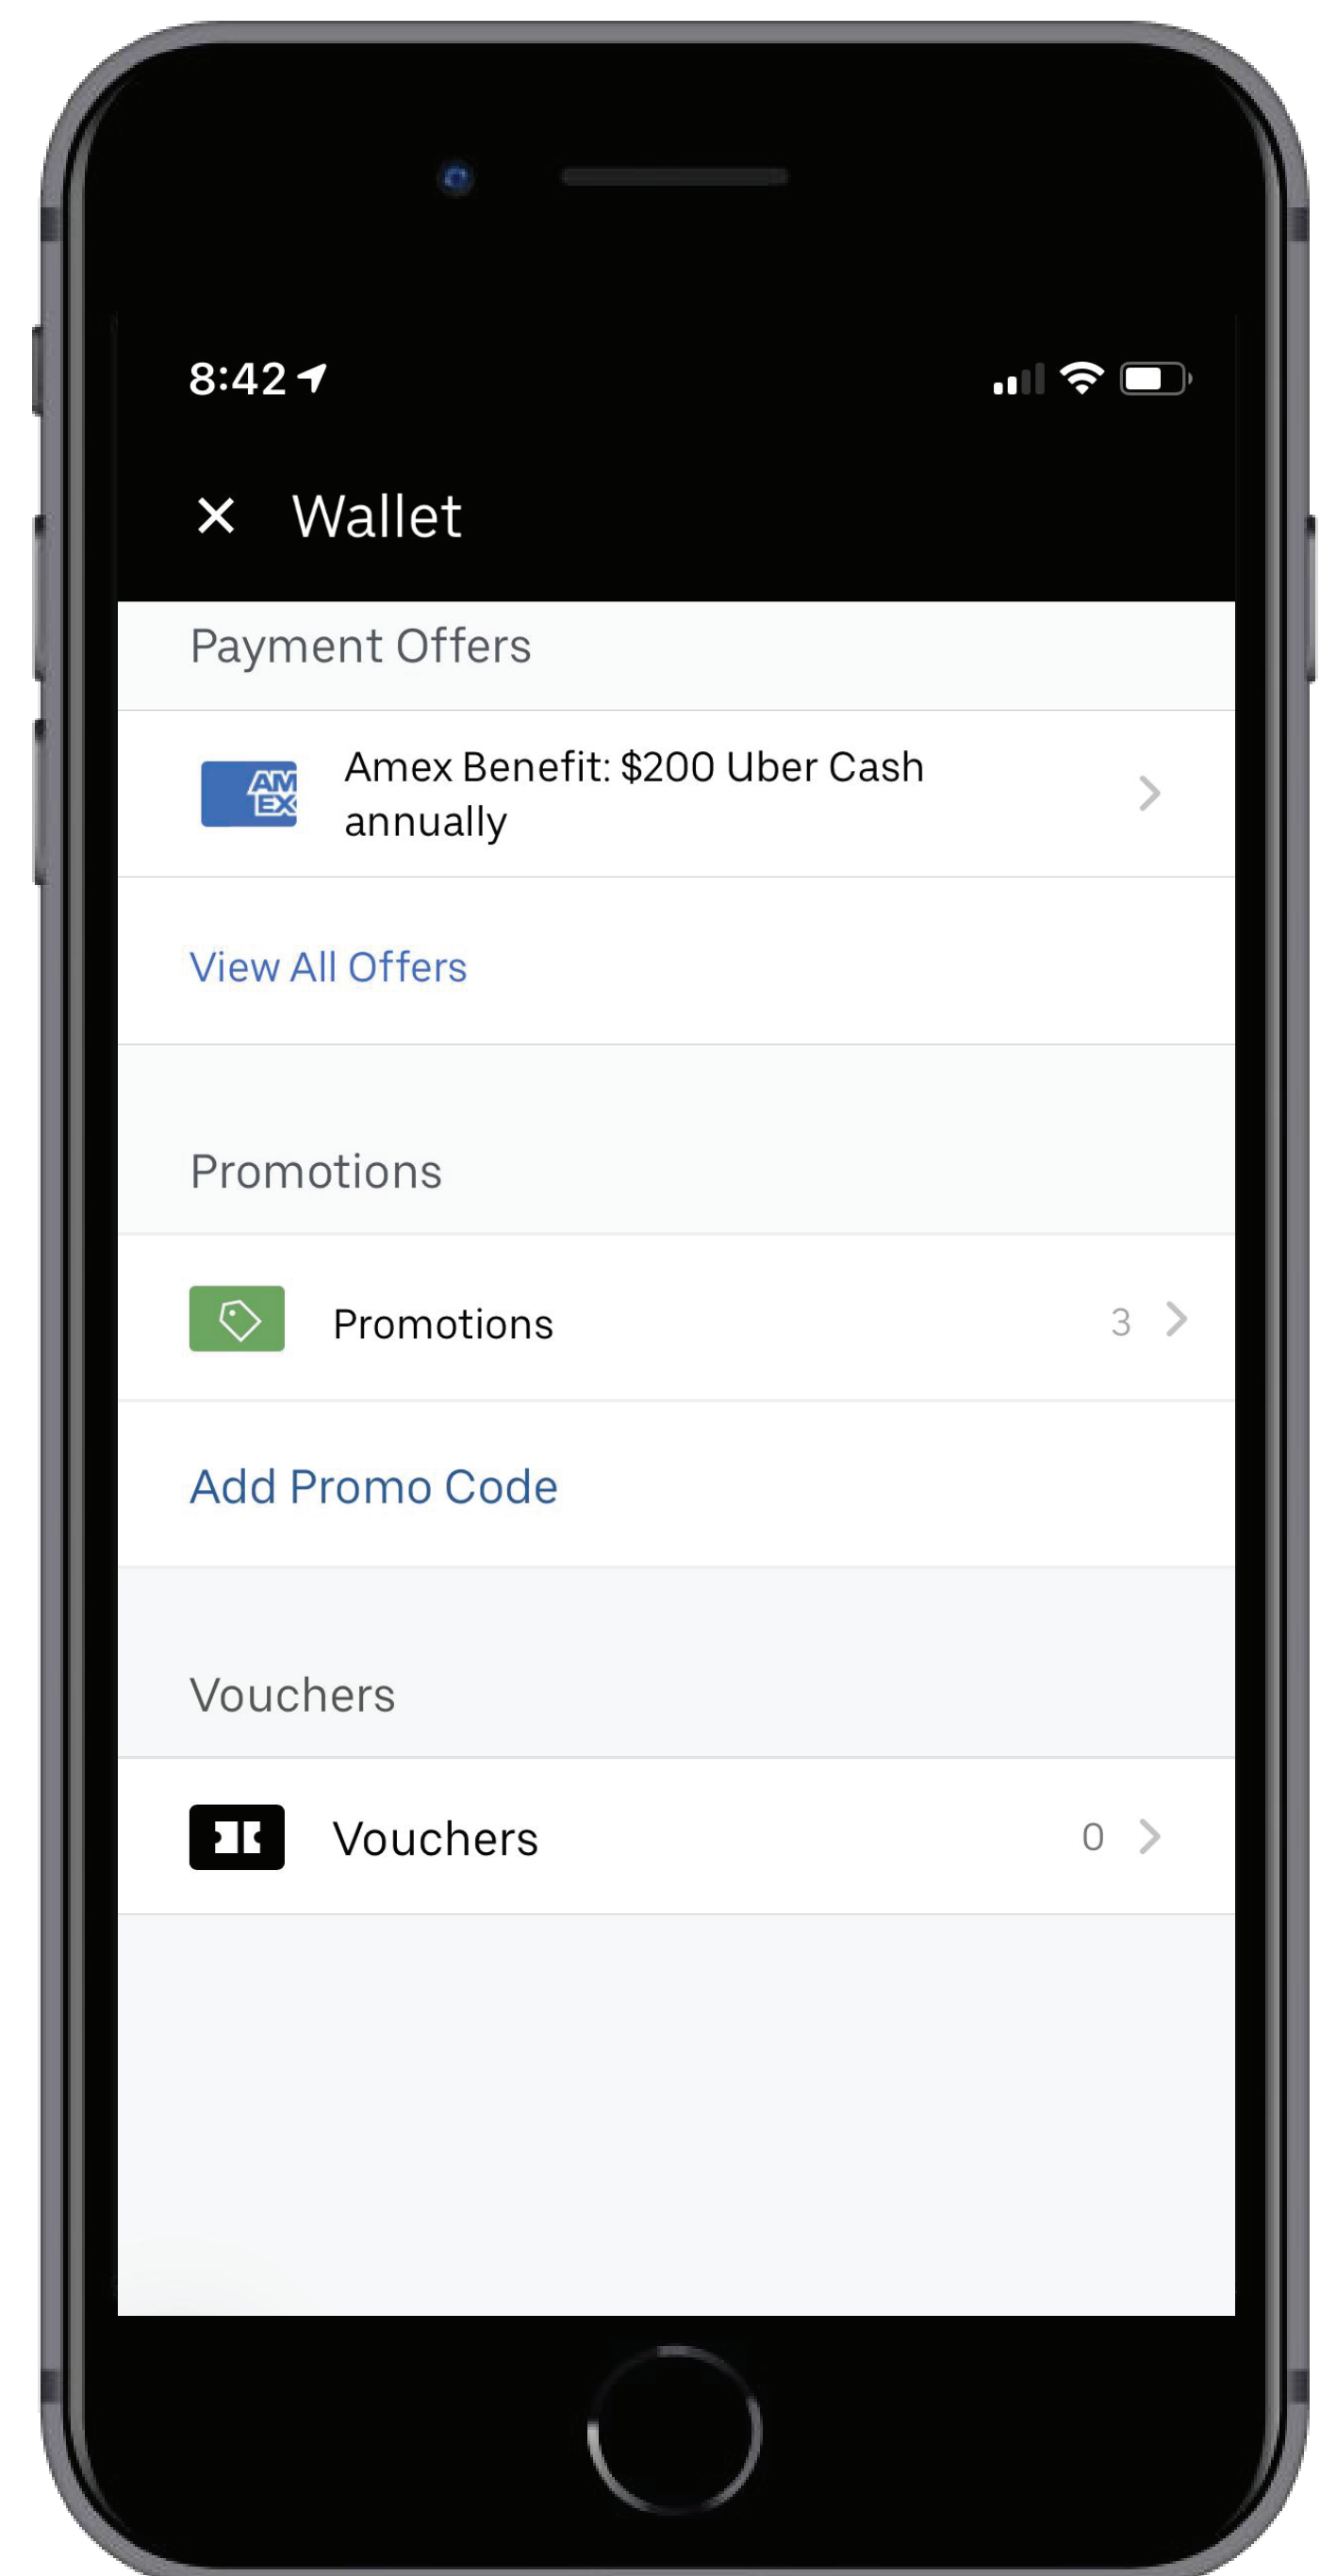 8:42
Wallet
Payment Offers
AM
EX
Amex Benefit: $200 Uber Cash
annually
View All Offers
Promotions
Promotions 3
Add Promo Code
Vouchers
Vouchers 0